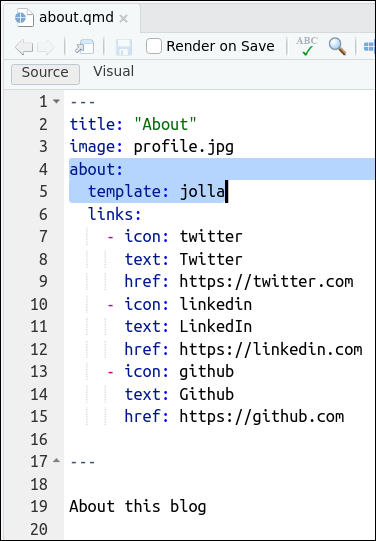 about.qmd
Render on Save
ABC
Source Visual
1 ---
2 title: "About"
3 image: profile.jpg
4 about:
5   template: jolla
6   links:
7     - icon: twitter
8       text: Twitter
9       href: https://twitter.com
10     - icon: linkedin
11       text: LinkedIn
12       href: https://linkedin.com
13     - icon: github
14       text: Github
15       href: https://github.com
16
17 ---
18
19 About this blog
20